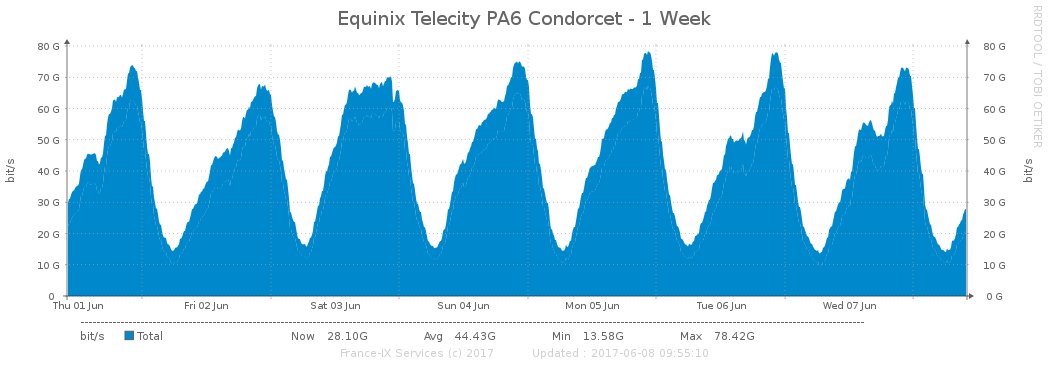 Equinix Telecity PA6 Condorcet - 1 Week
RRDTOOL / TOBI OETIKER
80 G 80 G
70 G 70 G
60 G 60 G
50 G 50 G
40 G 40 G
30 G 30 G
20 G 20 G
10 G 10 G
0 0 G
bit/s bit/s
Thu 01 Jun Fri 02 Jun Sat 03 Jun Sun 04 Jun Mon 05 Jun Tue 06 Jun Wed 07 Jun
bit/s Total Now 28.10G Avg 44.43G Min 13.58G Max 78.42G
France-IX Services (c) 2017 Updated : 2017-06-08 09:55:10